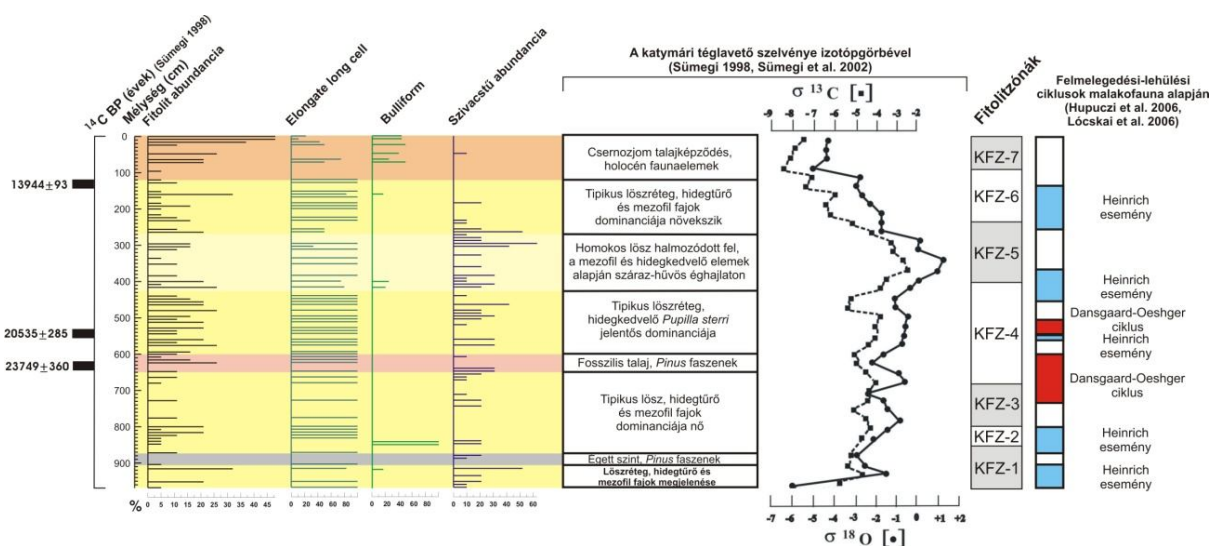 ¹⁴C BP (évek) (Sümegi 1998)
Mélység (cm)
Fitolit abundancia
Elongate long cell
Bulliform
Szivacstű abundancia
A katymári téglavető szelvénye izotópgörbével
(Sümegi 1998, Sümegi et al. 2002)
σ ¹³ C [■]
-9 -8 -7 -6 -5 -4 -3 -2 -2
Fitolitzónák
Felmelegedési-lehülési
ciklusok malakofauna alapján
(Hupuczi et al. 2006,
Lócskai et al. 2006)
0
100
200
300
400
500
600
700
800
900
13944±93
20535±285
23749±360
Csernozjom talajképződés,
holocén faunaelemek
Tipikus löszréteg, hidegtűrő
és mezofil fajok
dominanciája növekszik
Homokos lösz halmozódott fel,
a mezofil és hidegkedvelő elemek
alapján száraz-hűvös éghajlaton
Tipikus löszréteg,
hidegkedvelő Pupilla sterri
jelentős dominanciája
Fosszilis talaj, Pinus faszenek
Tipikus lösz, hidegtűrő
és mezofil fajok
dominanciája nő
Égett szint, Pinus faszenek
Löszréteg, hidegtűrő és
mezofil fajok megjelenése
KFZ-7
KFZ-6
KFZ-5
KFZ-4
KFZ-3
KFZ-2
KFZ-1
Heinrich
esemény
Heinrich
esemény
Dansgaard-Oeshger
ciklus
Heinrich
esemény
Dansgaard-Oeshger
ciklus
Heinrich
esemény
Heinrich
esemény
%
0 5 10 15 20 25 30 35 40 45
0 20 40 60 80
0 20 40 60 80
0 10 20 30 40 50 60
-7 -6 -5 -4 -3 -2 -1 0 +1 +2
σ ¹⁸ O [●]